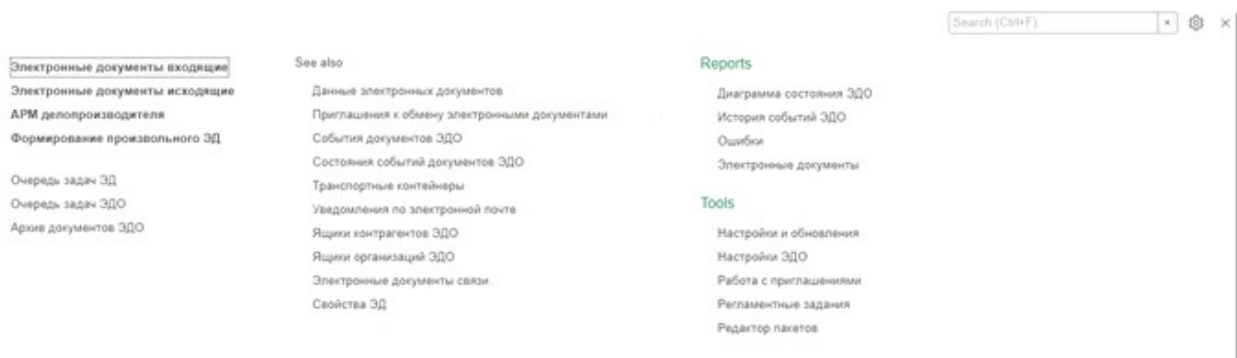 Search (Ctrl+F)
Электронные документы входящие
Электронные документы исходящие
АРМ делопроизводителя
Формирование произвольного ЭД
Очередь задач ЭД
Очередь задач ЭДО
Архив документов ЭДО
See also
Данные электронных документов
Приглашения к обмену электронными документами
События документов ЭДО
Состояния событий документов ЭДО
Транспортные контейнеры
Уведомления по электронной почте
Ящики контрагентов ЭДО
Ящики организаций ЭДО
Электронные документы связи
Свойства ЭД
Reports
Диаграмма состояния ЭДО
История событий ЭДО
Ошибки
Электронные документы
Tools
Настройки и обновления
Настройки ЭДО
Работа с приглашениями
Регламентные задания
Редактор пакетов